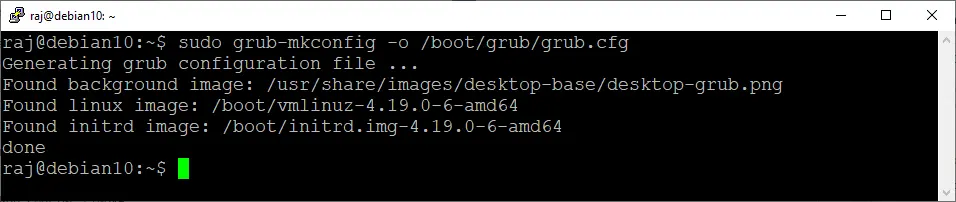 raj@debian10: ~
raj@debian10:~$ sudo grub-mkconfig -o /boot/grub/grub.cfg
Generating grub configuration file ...
Found background image: /usr/share/images/desktop-base/desktop-grub.png
Found linux image: /boot/vmlinuz-4.19.0-6-amd64
Found initrd image: /boot/initrd.img-4.19.0-6-amd64
done
raj@debian10:~$